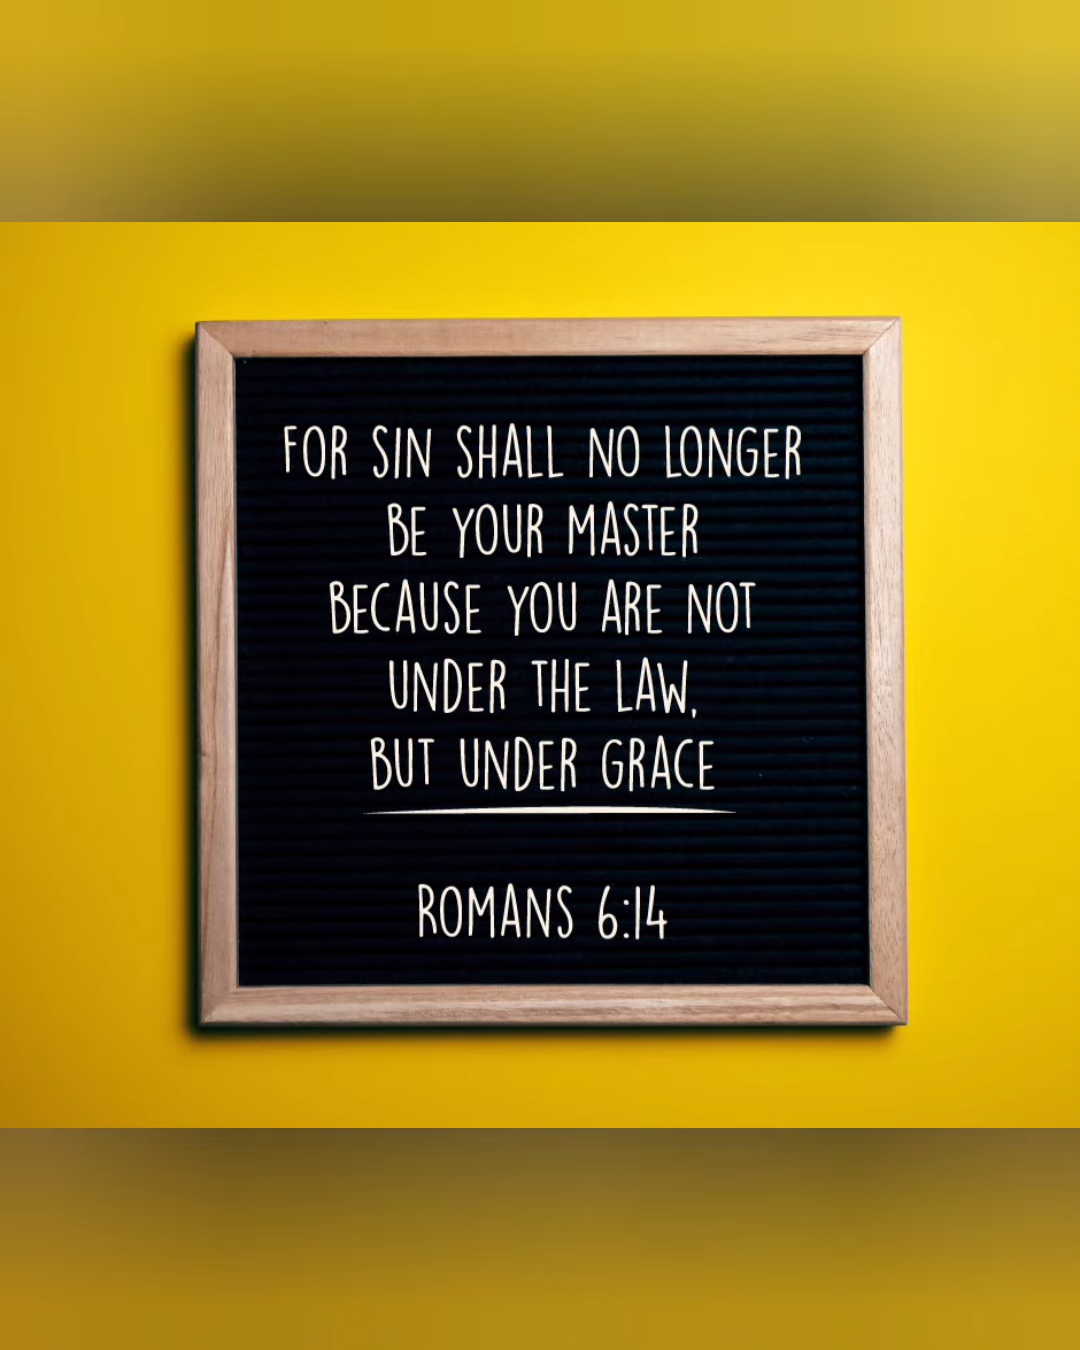 FOR SIN SHALL NO LONGER
BE YOUR MASTER
BECAUSE YOU ARE NOT
UNDER THE LAW,
BUT UNDER GRACE
ROMANS 6:14